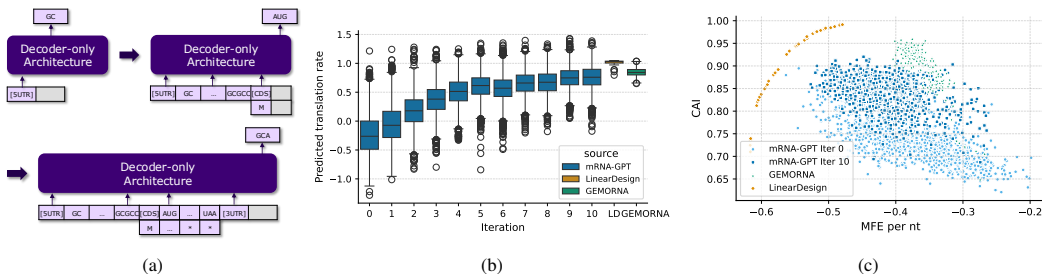 GC
Decoder-only
Architecture
[5UTR]
AUG
Decoder-only
Architecture
[5UTR] GC ... GCGCC [CDS]
M
GCA
Decoder-only
Architecture
[5UTR] GC ... GCGCC [CDS] AUG ... UAA [3UTR]
M ... * *
(a)
Predicted translation rate
1.5
1.0
0.5
0.0
−0.5
−1.0
0 1 2 3 4 5 6 7 8 9 10 LDGEMORNA
Iteration
source
mRNA-GPT
LinearDesign
GEMORNA
(b)
CAI
1.00
0.95
0.90
0.85
0.80
0.75
0.70
0.65
−0.6 −0.5 −0.4 −0.3 −0.2
MFE per nt
mRNA-GPT Iter 0
mRNA-GPT Iter 10
GEMORNA
LinearDesign
(c)